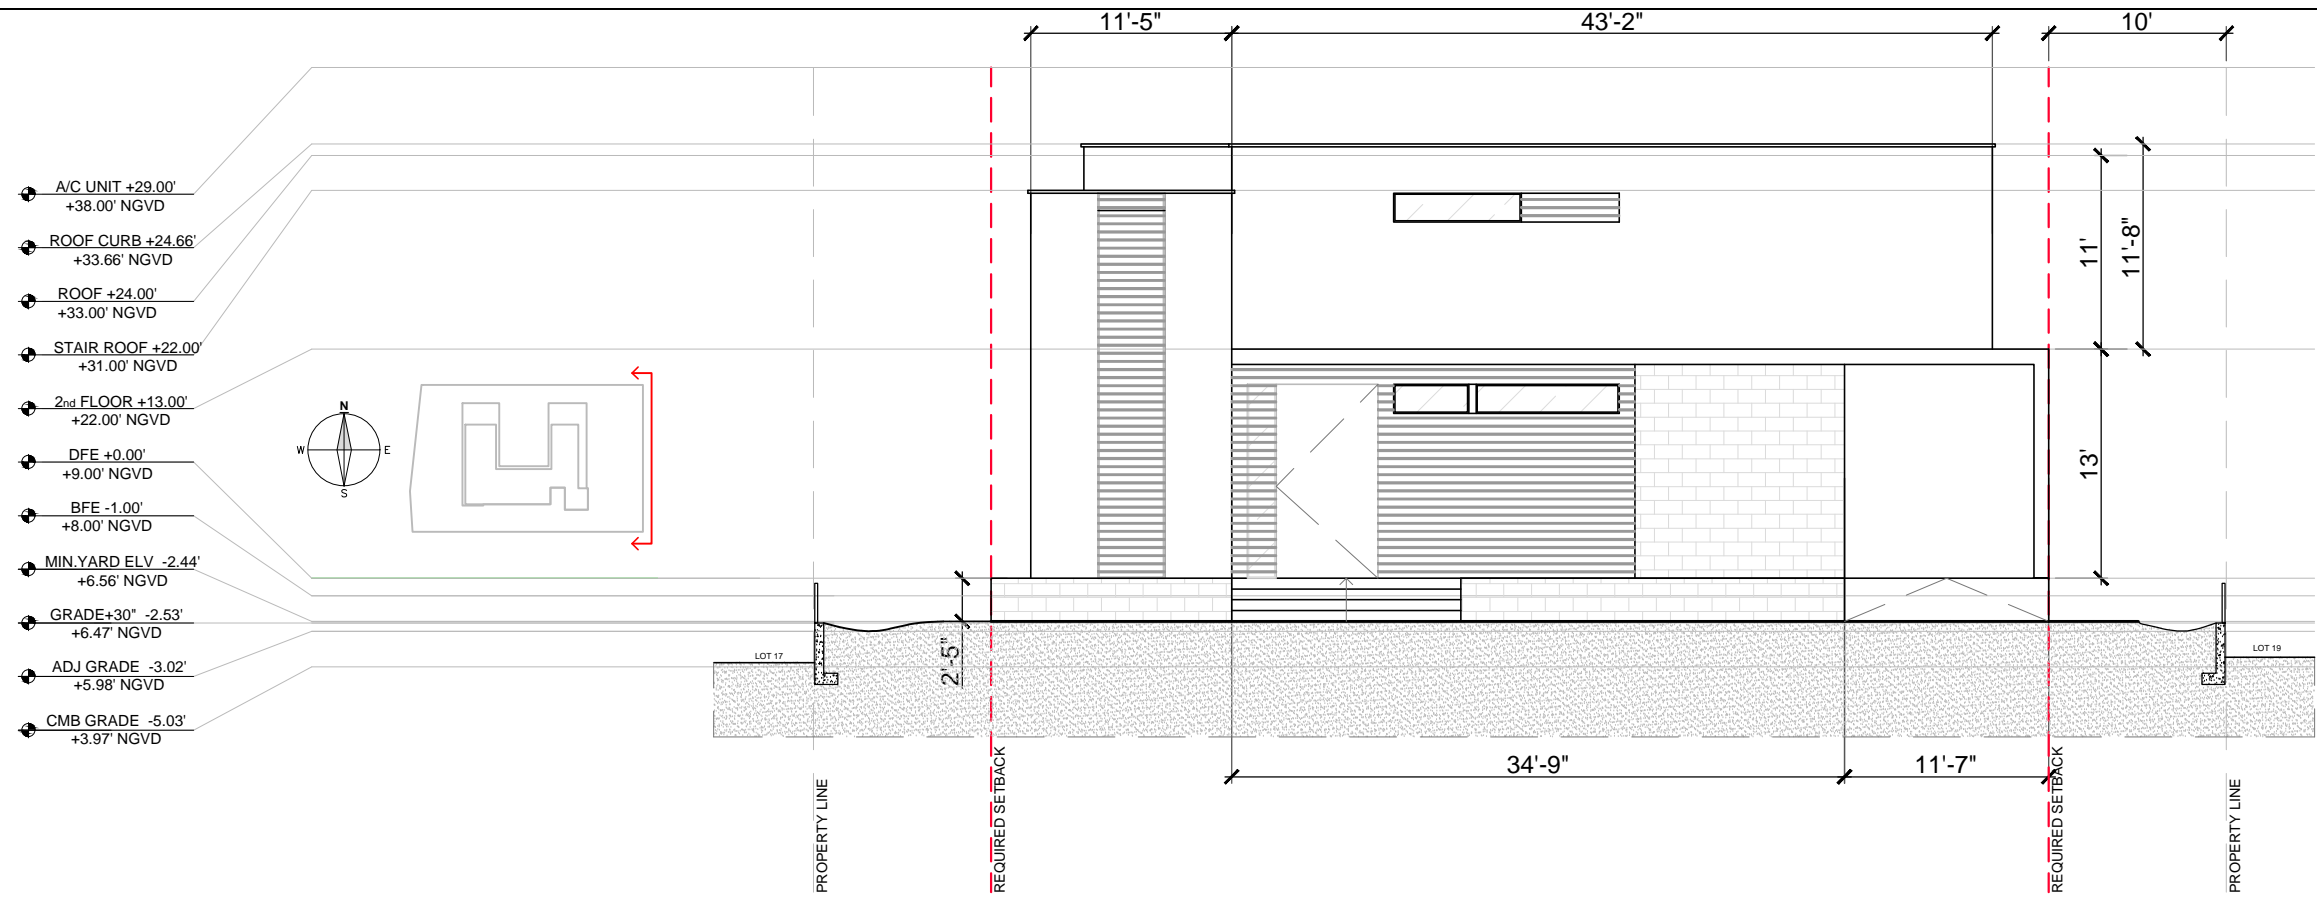 11'-5"
43'-2"
10'
A/C UNIT +29.00'
+38.00' NGVD
ROOF CURB +24.66'
+33.66' NGVD
ROOF +24.00'
+33.00' NGVD
STAIR ROOF +22.00'
+31.00' NGVD
2nd FLOOR +13.00'
+22.00' NGVD
DFE +0.00'
+9.00' NGVD
BFE -1.00'
+8.00' NGVD
MIN.YARD ELV -2.44'
+6.56' NGVD
GRADE+30" -2.53'
+6.47' NGVD
ADJ GRADE -3.02'
+5.98' NGVD
CMB GRADE -5.03'
+3.97' NGVD
N
W
E
S
11'
11'-8"
13'
2'-5"
LOT 17
LOT 19
34'-9"
11'-7"
PROPERTY LINE
REQUIRED SETBACK
REQUIRED SETBACK
PROPERTY LINE